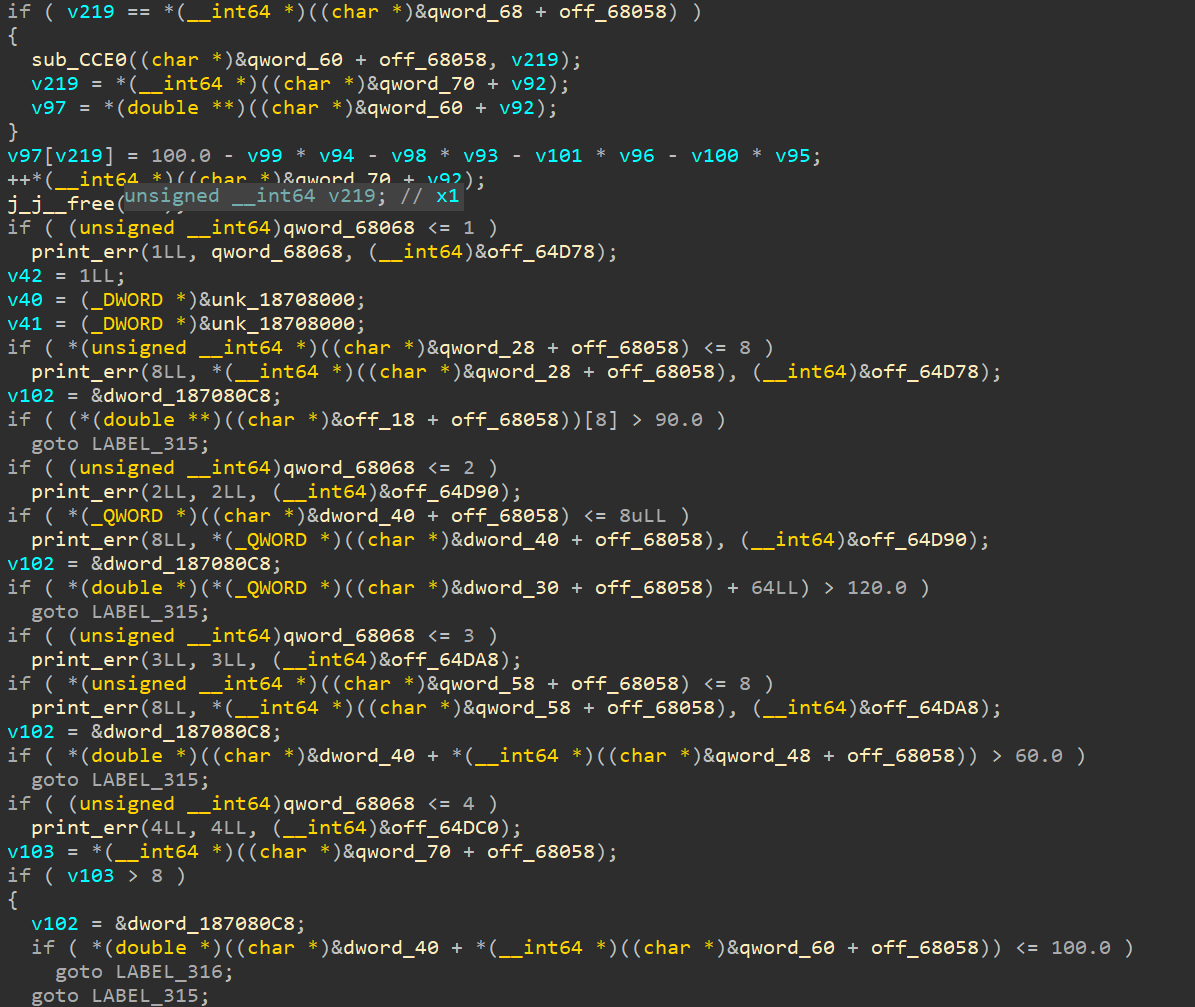 if ( v219 == *(__int64 *)((char *)&qword_68 + off_68058) )
{
sub_CCE0((char *)&qword_60 + off_68058, v219);
v219 = *(__int64 *)((char *)&qword_70 + v92);
v97 = *(double **)((char *)&qword_60 + v92);
}
v97[v219] = 100.0 - v99 * v94 - v98 * v93 - v101 * v96 - v100 * v95;
++*(__int64 *)((char *)&qword_70 + v92);
unsigned __int64 v219; // x1
j_j__free(
if ( (unsigned __int64)qword_68068 <= 1 )
print_err(1LL, qword_68068, (__int64)&off_64D78);
v42 = 1LL;
v40 = (_DWORD *)&unk_18708000;
v41 = (_DWORD *)&unk_18708000;
if ( *(unsigned __int64 *)((char *)&qword_28 + off_68058) <= 8 )
print_err(8LL, *(__int64 *)((char *)&qword_28 + off_68058), (__int64)&off_64D78);
v102 = &dword_187080C8;
if ( (*(double **)((char *)&off_18 + off_68058))[8] > 90.0 )
goto LABEL_315;
if ( (unsigned __int64)qword_68068 <= 2 )
print_err(2LL, 2LL, (__int64)&off_64D90);
if ( *(_QWORD *)((char *)&dword_40 + off_68058) <= 8uLL )
print_err(8LL, *(_QWORD *)((char *)&dword_40 + off_68058), (__int64)&off_64D90);
v102 = &dword_187080C8;
if ( *(double *)(*(_QWORD *)((char *)&dword_30 + off_68058) + 64LL) > 120.0 )
goto LABEL_315;
if ( (unsigned __int64)qword_68068 <= 3 )
print_err(3LL, 3LL, (__int64)&off_64DA8);
if ( *(unsigned __int64 *)((char *)&qword_58 + off_68058) <= 8 )
print_err(8LL, *(__int64 *)((char *)&qword_58 + off_68058), (__int64)&off_64DA8);
v102 = &dword_187080C8;
if ( *(double *)((char *)&dword_40 + *(__int64 *)((char *)&qword_48 + off_68058)) > 60.0 )
goto LABEL_315;
if ( (unsigned __int64)qword_68068 <= 4 )
print_err(4LL, 4LL, (__int64)&off_64DC0);
v103 = *(__int64 *)((char *)&qword_70 + off_68058);
if ( v103 > 8 )
{
v102 = &dword_187080C8;
if ( *(double *)((char *)&dword_40 + *(__int64 *)((char *)&qword_60 + off_68058)) <= 100.0 )
goto LABEL_316;
goto LABEL_315;